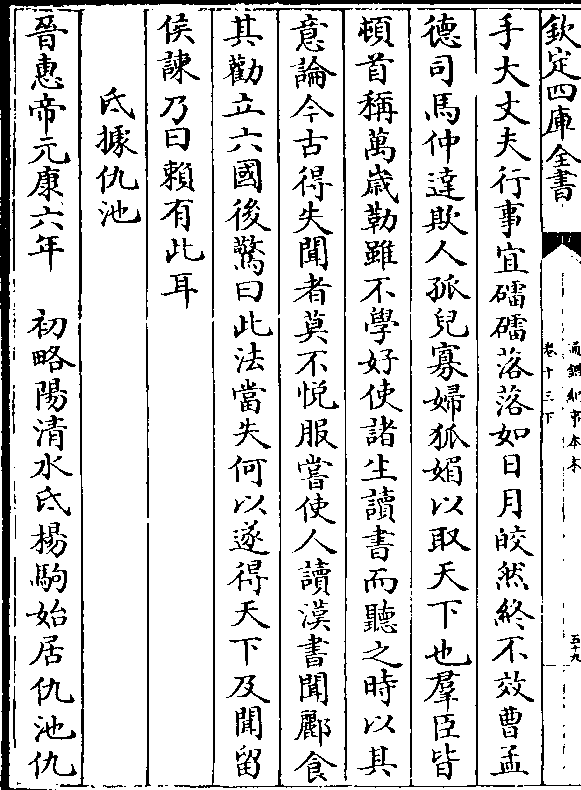 欽定四庫全書
通鑑紀事本末
卷十三下
五十九
手大丈夫行事宜礌礌落落如日月皎然終不效曹孟
德司馬仲達欺人孤兒寡婦狐媚以取天下也羣臣皆
頓首稱萬歲勒雖不學好使諸生讀書而聽之時以其
意論今古得失聞者莫不悅服嘗使人讀漢書聞酈食
其勸立六國後驚曰此法當失何以遂得天下及聞留
侯諫乃曰賴有此耳
氐據仇池
晉惠帝元康六年 初略陽清水氐楊駒始居仇池仇